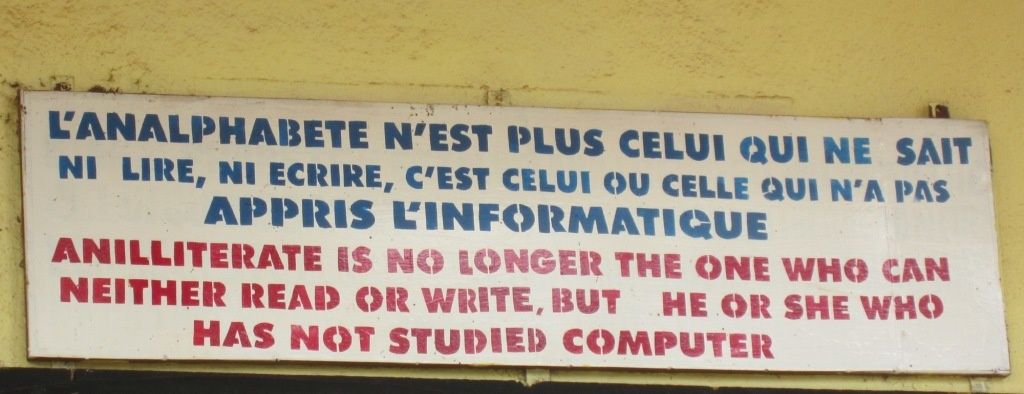 L'ANALPHABETE N'EST PLUS CELUI QUI NE SAIT
NI LIRE, NI ECRIRE, C'EST CELUI OU CELLE QUI N'A PAS
APPRIS L'INFORMATIQUE
ANILLITERATE IS NO LONGER THE ONE WHO CAN
NEITHER READ OR WRITE, BUT HE OR SHE WHO
HAS NOT STUDIED COMPUTER